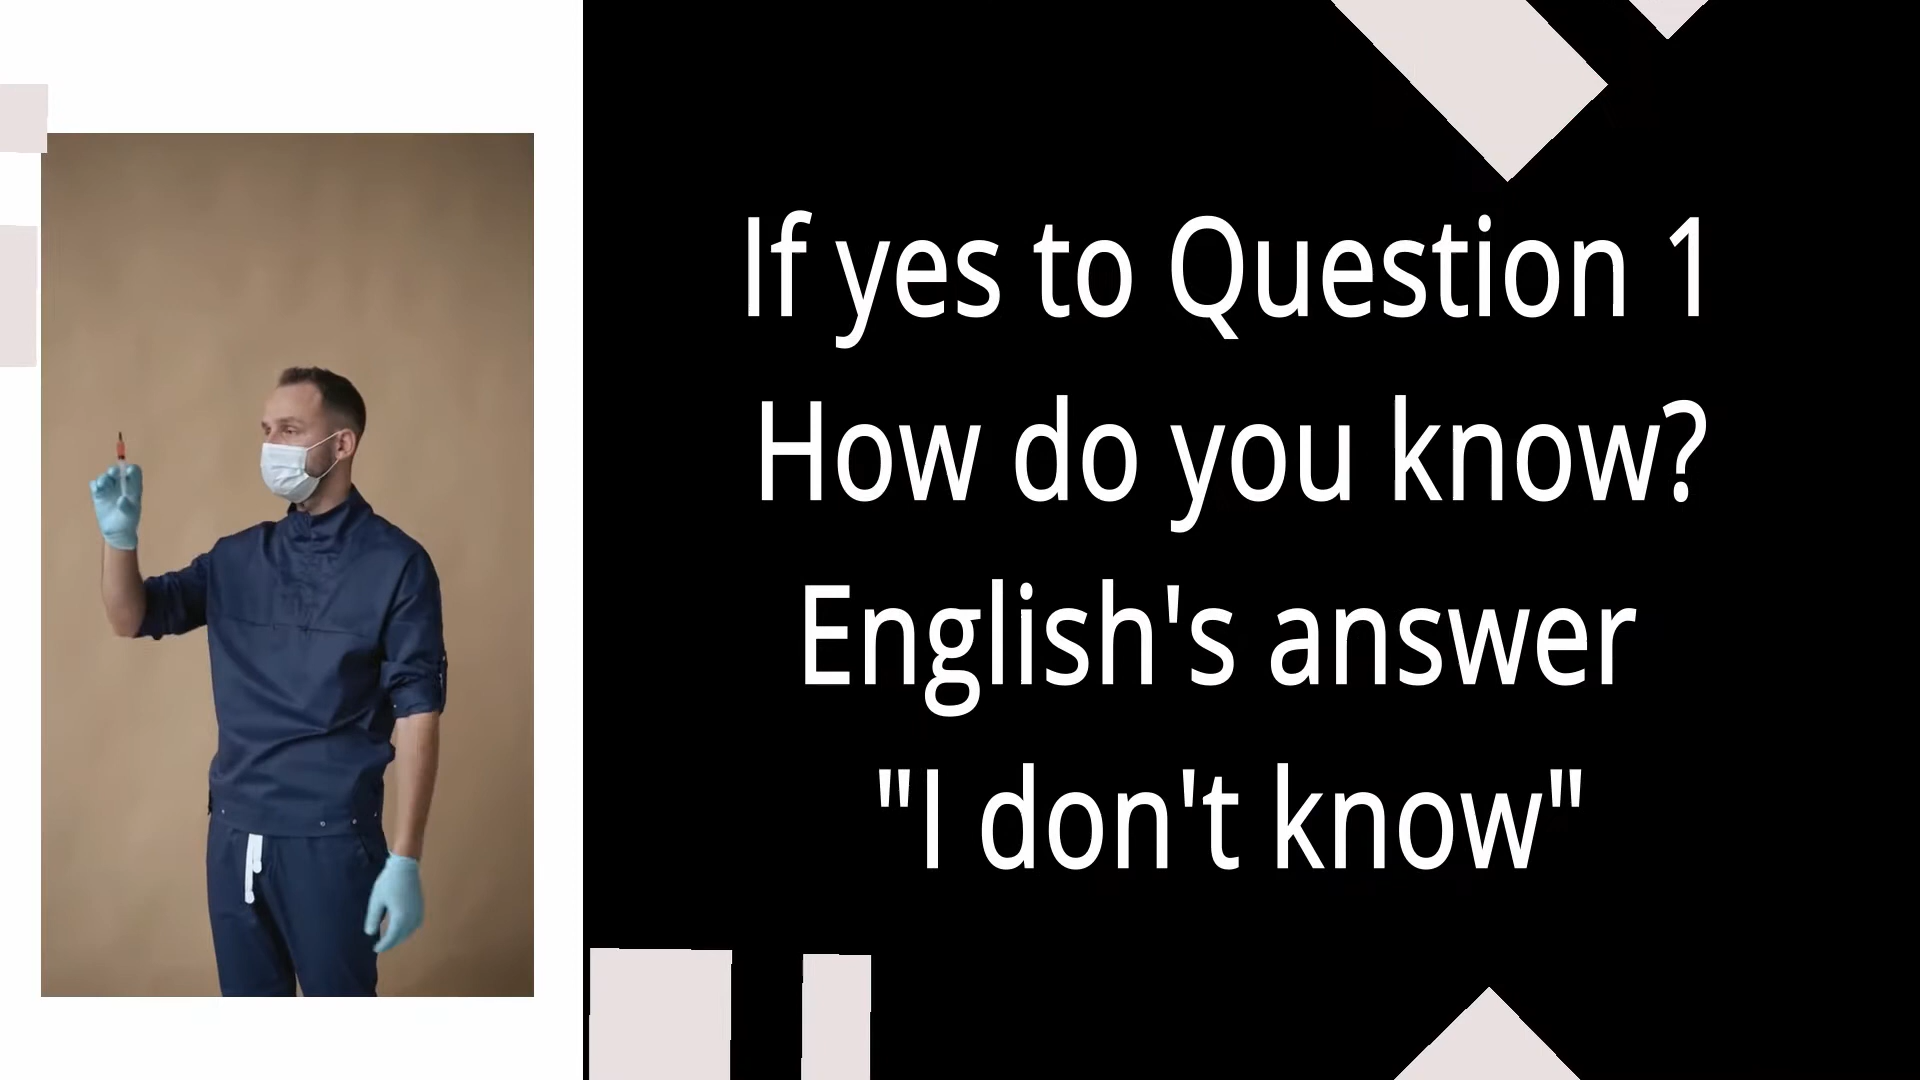 If yes to Question 1
How do you know?
English's answer
"I don't know"